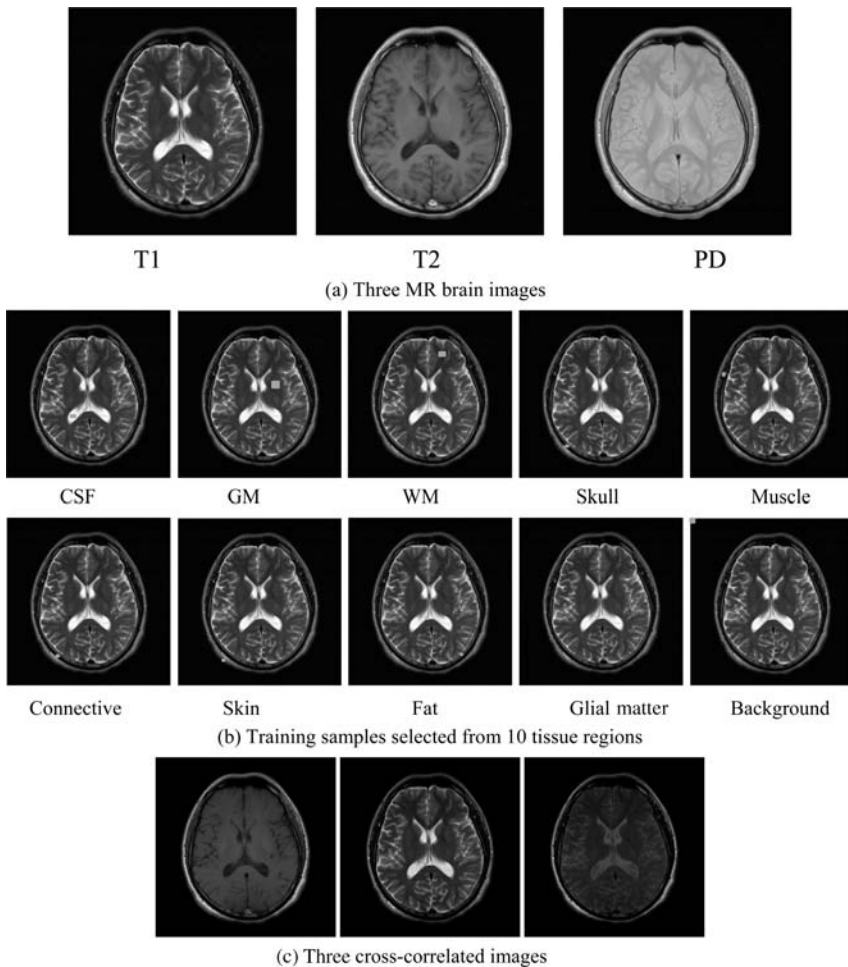 T1 T2 PD
(a) Three MR brain images
CSF GM WM Skull Muscle
Connective Skin Fat Glial matter Background
(b) Training samples selected from 10 tissue regions
(c) Three cross-correlated images